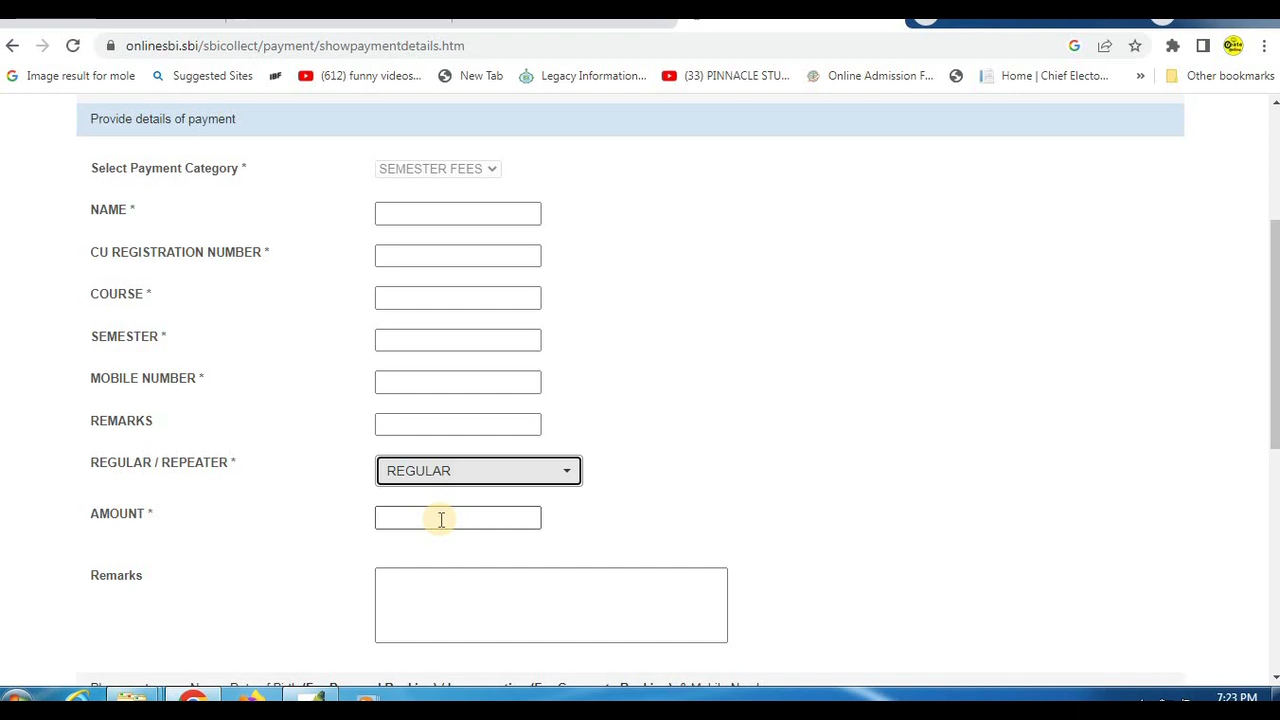 onlinesbi.sbi/sbicollect/payment/showpaymentdetails.htm
Image result for mole
Suggested Sites
(612) funny videos...
New Tab
Legacy Information...
(33) PINNACLE STU...
Online Admission F...
Home | Chief Electo...
»
Other bookmarks
Provide details of payment
Select Payment Category * SEMESTER FEES
NAME *
CU REGISTRATION NUMBER *
COURSE *
SEMESTER *
MOBILE NUMBER *
REMARKS
REGULAR / REPEATER * REGULAR
AMOUNT *
Remarks
7:23 PM